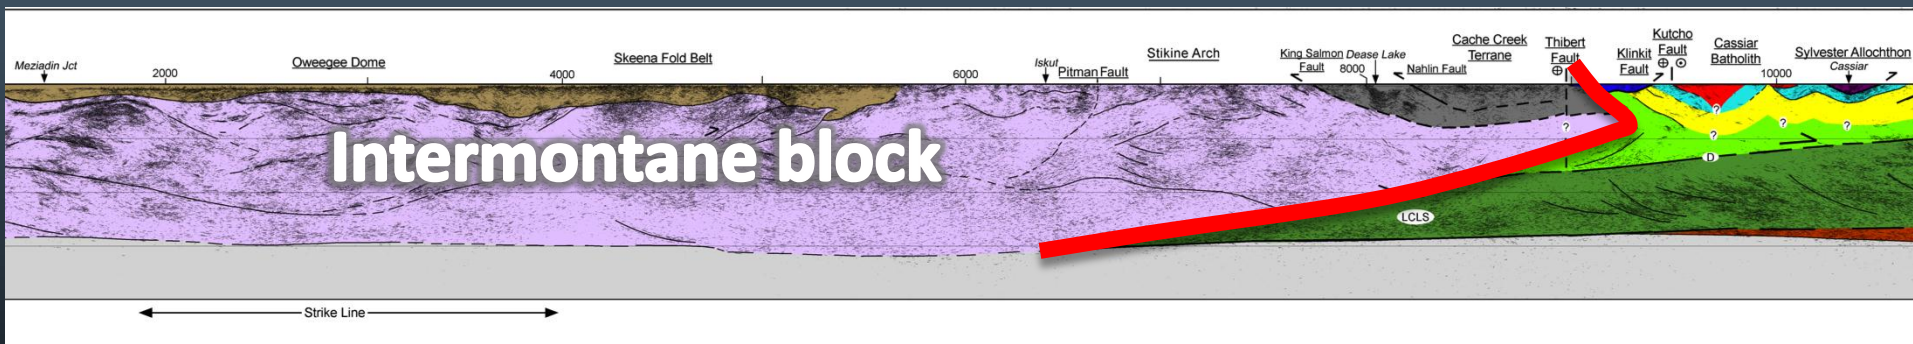 Meziadin Jct
2000
Oweegee Dome
4000
Skeena Fold Belt
6000
Iskut
Pitman Fault
Stikine Arch
King Salmon
Fault
Dease Lake
8000
Nahlin Fault
Cache Creek
Terrane
Thibert
Fault
Klinkit
Fault
Kutcho
Fault
Cassiar
Batholith
10000
Sylvester Allochthon
Cassiar
Intermontane block
?
?
?
?
?
D
LCLS
Strike Line